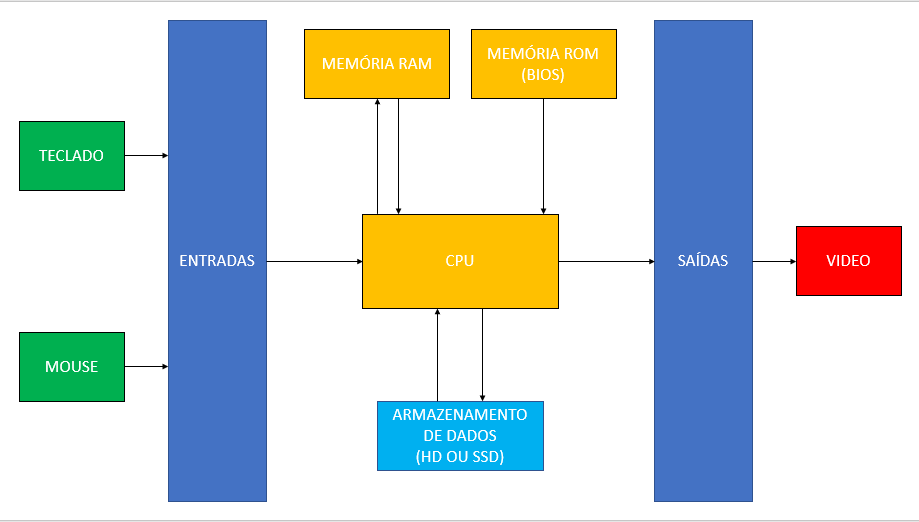 MEMÓRIA RAM
MEMÓRIA ROM
(BIOS)
TECLADO
ENTRADAS
CPU
SAÍDAS
VIDEO
MOUSE
ARMAZENAMENTO
DE DADOS
(HD OU SSD)